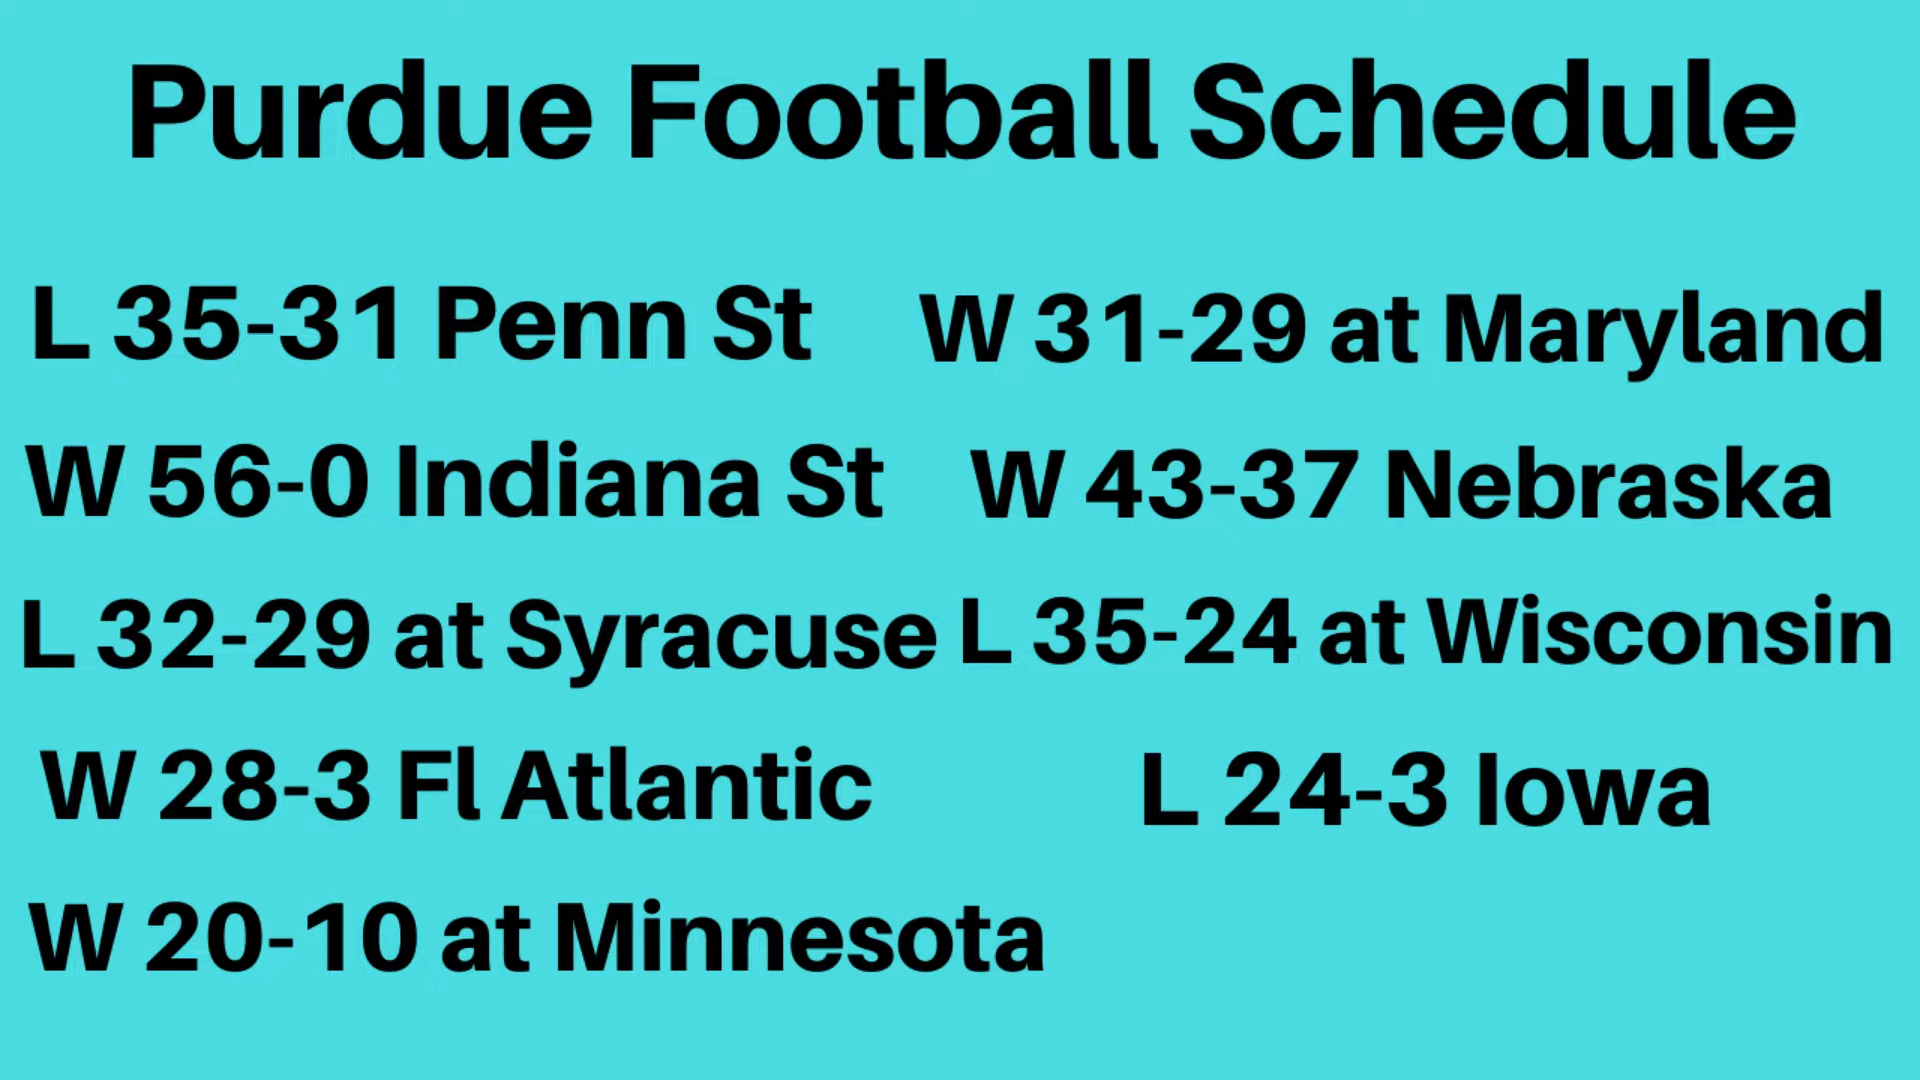 Purdue Football Schedule
L 35-31 Penn St
W 56-0 Indiana St
L 32-29 at Syracuse
W 28-3 Fl Atlantic
W 20-10 at Minnesota
W 31-29 at Maryland
W 43-37 Nebraska
L 35-24 at Wisconsin
L 24-3 Iowa